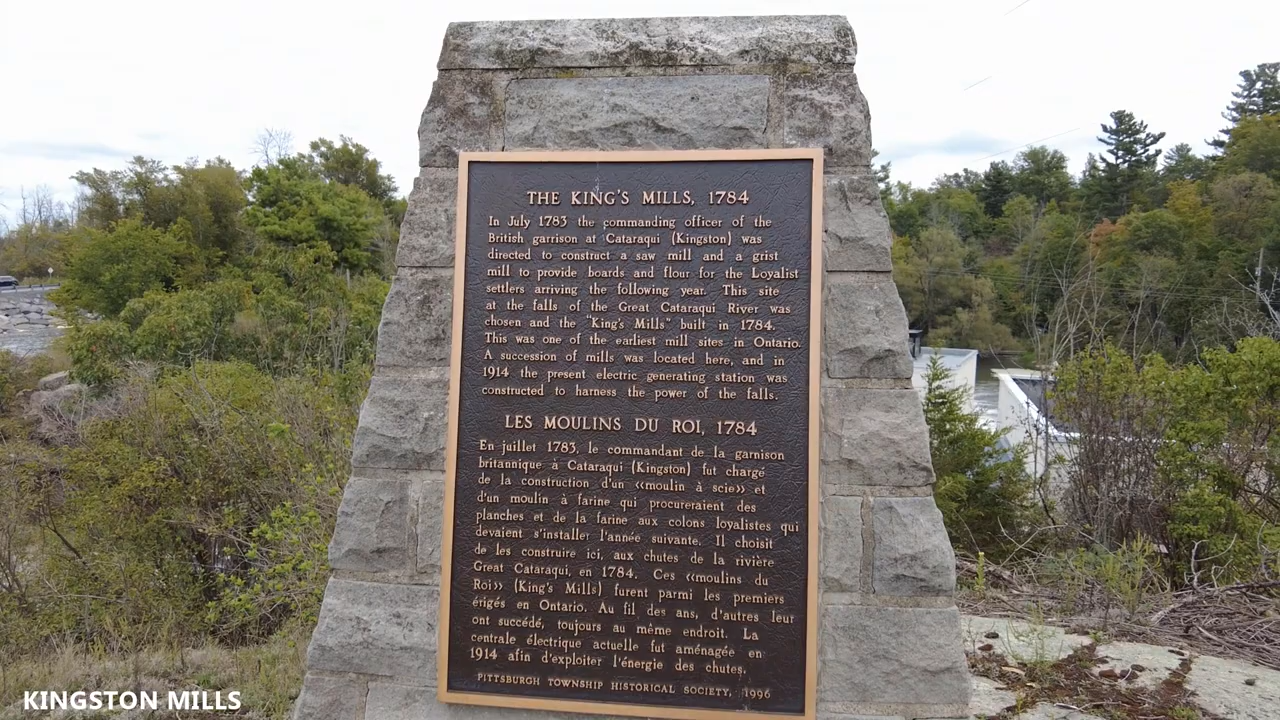 THE KING'S MILLS, 1784
In July 1783 the commanding officer of the
British garrison at Cataraqui (Kingston) was
directed to construct a saw mill and a grist
mill to provide boards and flour for the Loyalist
settlers arriving the following year. This site
at the falls of the Great Cataraqui River was
chosen and the "King's Mills" built in 1784.
This was one of the earliest mill sites in Ontario.
A succession of mills was located here, and in
1914 the present electric generating station was
constructed to harness the power of the falls.
LES MOULINS DU ROI, 1784
En juillet 1783, le commandant de la garnison
britannique à Cataraqui (Kingston) fut chargé
de la construction d'un «moulin à scie» et
d'un moulin à farine qui procureraient des
planches et de la farine aux colons loyalistes qui
devaient s'installer l'année suivante. Il choisit
de les construire ici, aux chutes de la rivière
Great Cataraqui, en 1784. Ces «moulins du
Roi» (King's Mills) furent parmi les premiers
érigés en Ontario. Au fil des ans, d'autres leur
ont succédé, toujours au même endroit. La
centrale électrique actuelle fut aménagée en
1914 afin d'exploiter l'énergie des chutes.
PITTSBURGH TOWNSHIP HISTORICAL SOCIETY, 1996
KINGSTON MILLS